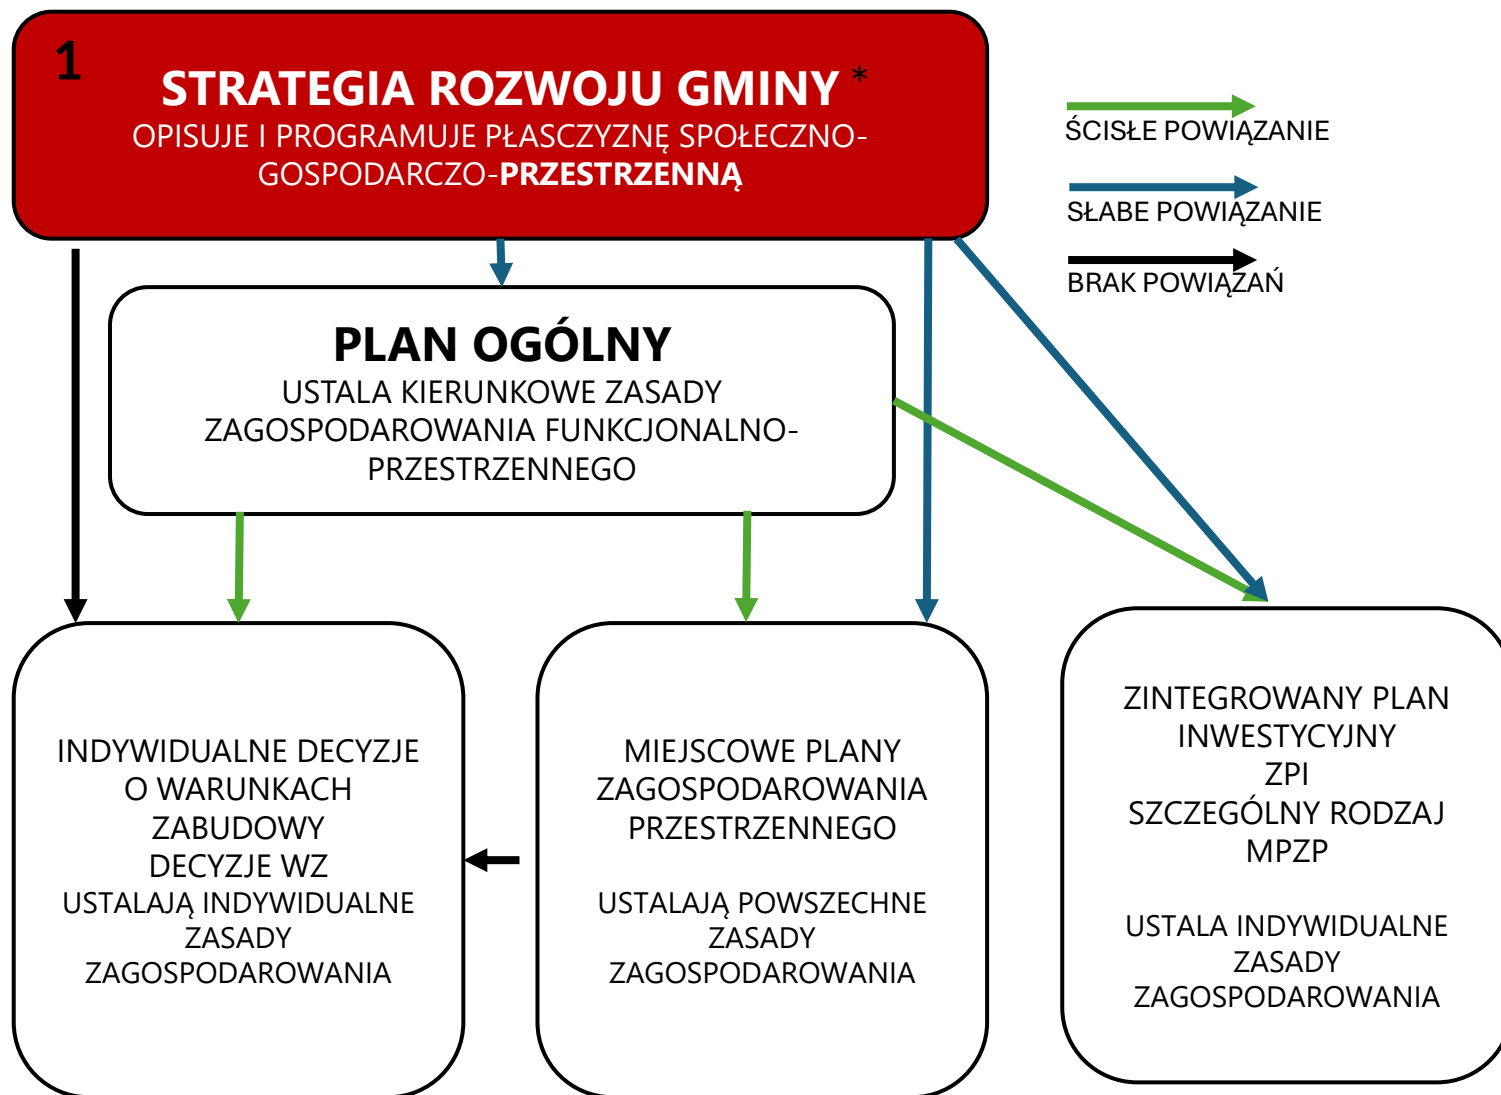 1
STRATEGIA ROZWOJU GMINY *
OPISUJE I PROGRAMUJE PŁASZCZYZNĘ SPOŁECZNO-
GOSPODARCZO-PRZESTRZENNĄ
ŚCISŁE POWIĄZANIE
SŁABE POWIĄZANIE
BRAK POWIĄZAŃ
PLAN OGÓLNY
USTALA KIERUNKOWE ZASADY
ZAGOSPODAROWANIA FUNKCJONALNO-
PRZESTRZENNEGO
INDYWIDUALNE DECYZJE
O WARUNKACH
ZABUDOWY
DECYZJE WZ
USTALAJĄ INDYWIDUALNE
ZASADY
ZAGOSPODAROWANIA
MIEJSCOWE PLANY
ZAGOSPODAROWANIA
PRZESTRZENNEGO
USTALAJĄ POWSZECHNE
ZASADY
ZAGOSPODAROWANIA
ZINTEGROWANY PLAN
INWESTYCYJNY
ZPI
SZCZEGÓLNY RODZAJ
MPZP
USTALA INDYWIDUALNE
ZASADY
ZAGOSPODAROWANIA